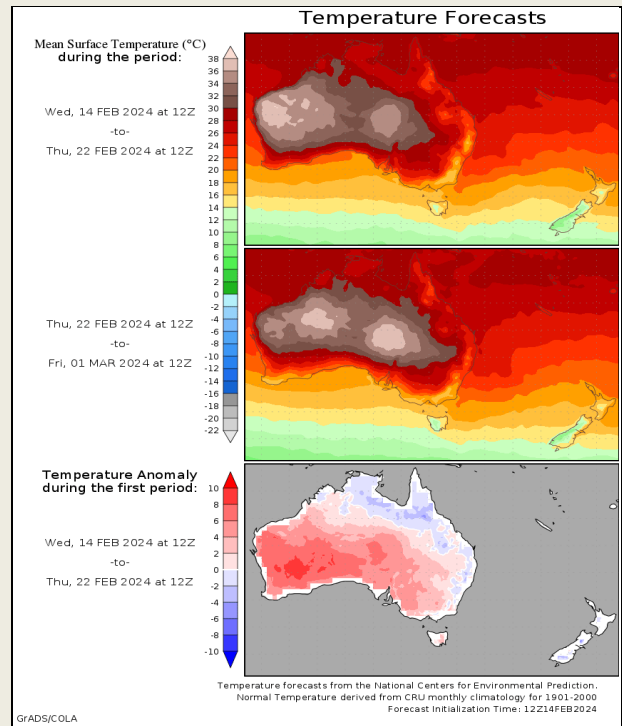 Temperature Forecasts
Mean Surface Temperature (°C)
during the period:
38
36
34
32
30
28
26
24
22
20
18
16
14
12
10
8
6
4
2
0
-2
-4
-6
-8
-10
-12
-14
-16
-18
-20
-22
Wed, 14 FEB 2024 at 12Z
-to-
Thu, 22 FEB 2024 at 12Z
Thu, 22 FEB 2024 at 12Z
-to-
Fri, 01 MAR 2024 at 12Z
Temperature Anomaly
during the first period:
10
8
6
4
2
0
-2
-4
-6
-8
-10
Wed, 14 FEB 2024 at 12Z
-to-
Thu, 22 FEB 2024 at 12Z
Temperature forecasts from the National Centers for Environmental Prediction.
Normal Temperature derived from CRU monthly climatology for 1901-2000
Forecast Initialization Time: 12Z14FEB2024
GrADS/COLA